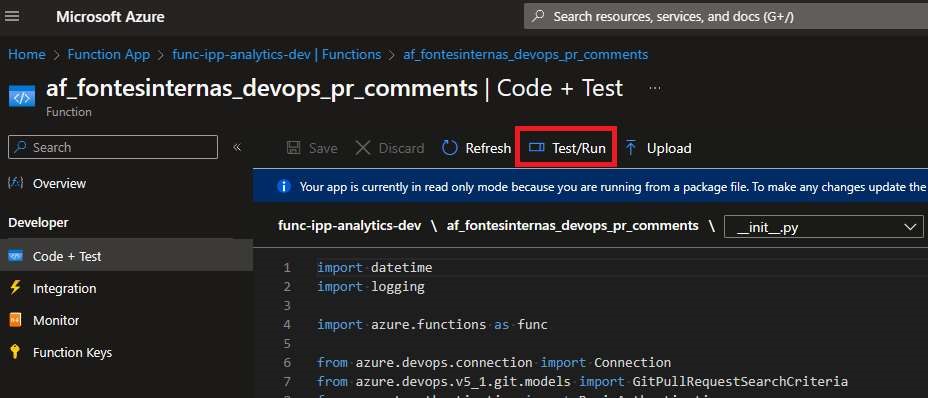 Microsoft Azure
Search resources, services, and docs (G+/)
Home > Function App > func-ipp-analytics-dev | Functions > af_fontesinternas_devops_pr_comments
af_fontesinternas_devops_pr_comments | Code + Test ...
Function
Search
«
Save Discard Refresh Test/Run Upload
Overview
Your app is currently in read only mode because you are running from a package file. To make any changes update the
Developer
Code + Test
Integration
Monitor
Function Keys
func-ipp-analytics-dev \ af_fontesinternas_devops_pr_comments \ __init__.py
1 import datetime
2 import logging
3
4 import azure.functions as func
5
6 from azure.devops.connection import Connection
7 from azure.devops.v5_1.git.models import GitPullRequestSearchCriteria